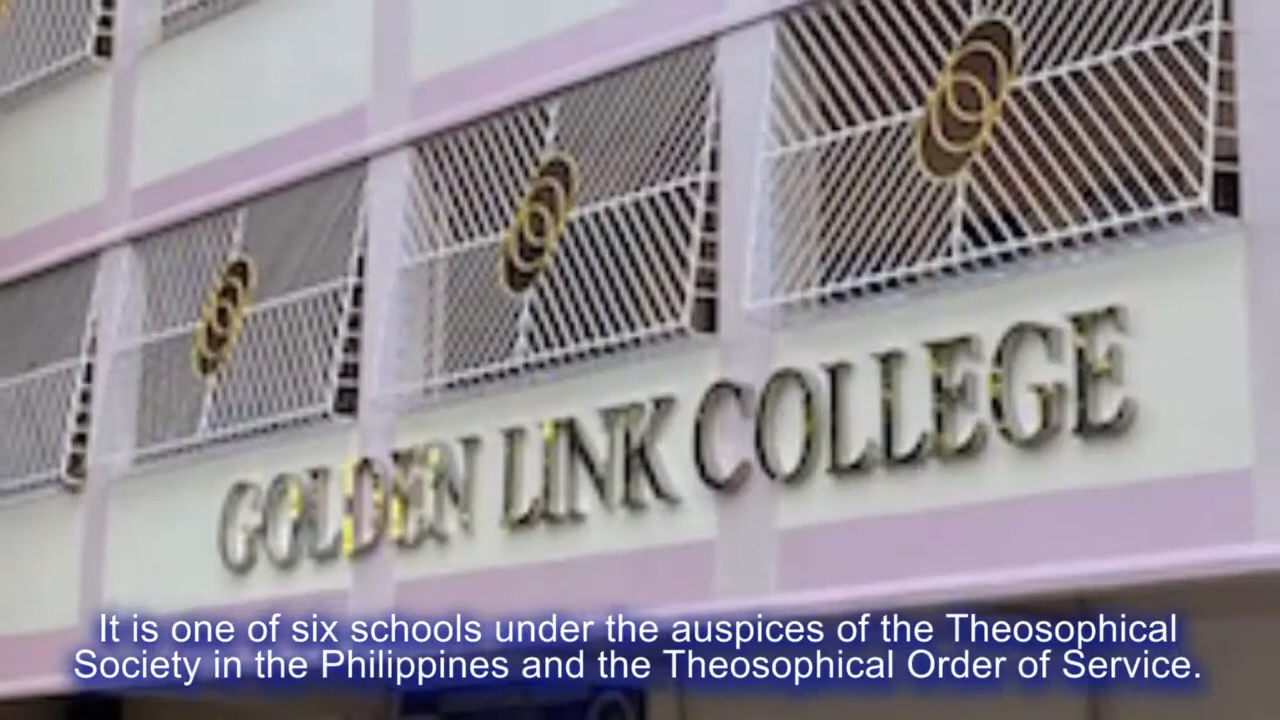 GOLDEN LINK COLLEGE
It is one of six schools under the auspices of the Theosophical
Society in the Philippines and the Theosophical Order of Service.